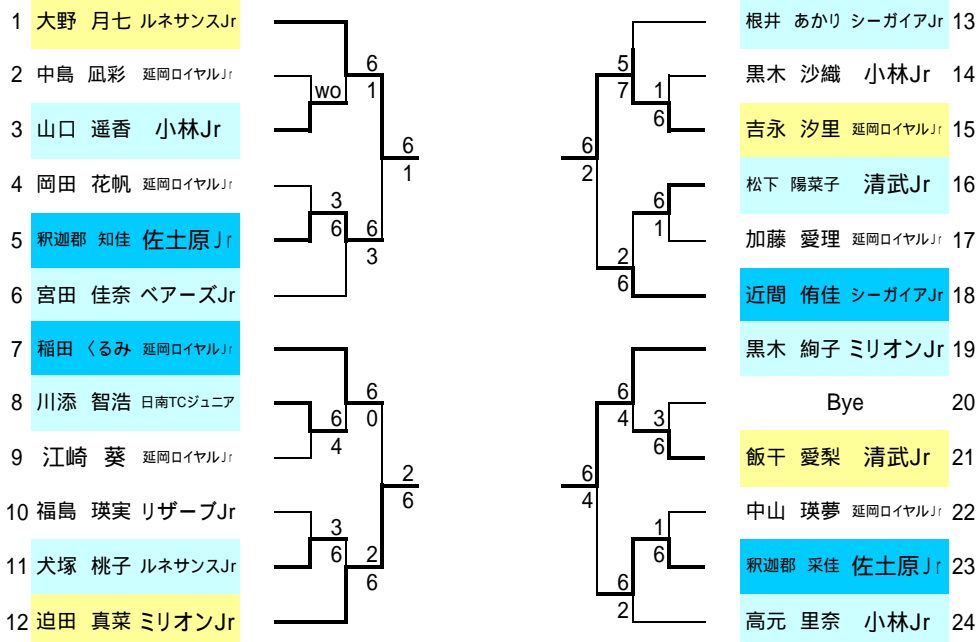 1 大野 月七 ルネサンスJr
2 中島 凪彩 延岡ロイヤルJr
3 山口 遥香 小林Jr
4 岡田 花帆 延岡ロイヤルJr
5 釈迦郡 知佳 佐土原Jr
6 宮田 佳奈 ベアーズJr
7 稲田 くるみ 延岡ロイヤルJr
8 川添 智浩 日南TCジュニア
9 江崎 葵 延岡ロイヤルJr
10 福島 瑛実 リザーブJr
11 犬塚 桃子 ルネサンスJr
12 迫田 真菜 ミリオンJr
6
1
wo
6
1
3
6
6
3
6
0
6
4
2
6
3
6
2
6
5
7
1
6
6
2
6
1
2
6
6
4
3
6
6
4
1
6
6
2
根井 あかり シーガイアJr 13
黒木 沙織 小林Jr 14
吉永 汐里 延岡ロイヤルJr 15
松下 陽菜子 清武Jr 16
加藤 愛理 延岡ロイヤルJr 17
近間 侑佳 シーガイアJr 18
黒木 絢子 ミリオンJr 19
Bye 20
飯干 愛梨 清武Jr 21
中山 瑛夢 延岡ロイヤルJr 22
釈迦郡 采佳 佐土原Jr 23
高元 里奈 小林Jr 24